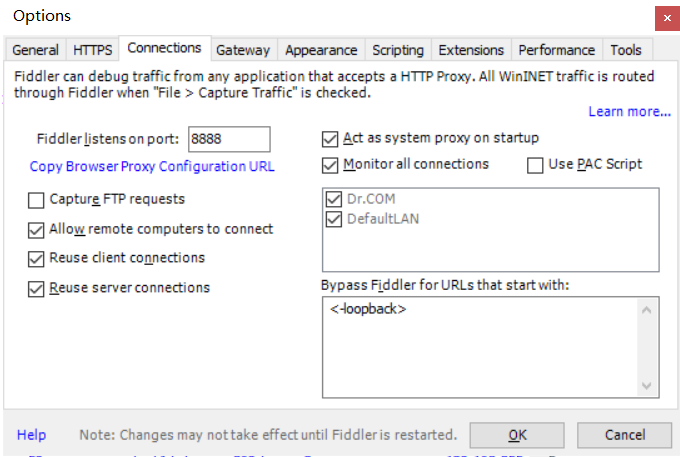 Options
General HTTPS Connections Gateway Appearance Scripting Extensions Performance Tools
Fiddler can debug traffic from any application that accepts a HTTP Proxy. All WinINET traffic is routed
through Fiddler when "File > Capture Traffic" is checked.
Learn more...
Fiddler listens on port: 8888
Copy Browser Proxy Configuration URL
Capture FTP requests
Allow remote computers to connect
Reuse client connections
Reuse server connections
Act as system proxy on startup
Monitor all connections Use PAC Script
Dr.COM
DefaultLAN
Bypass Fiddler for URLs that start with:
<-loopback>
Help Note: Changes may not take effect until Fiddler is restarted. OK Cancel